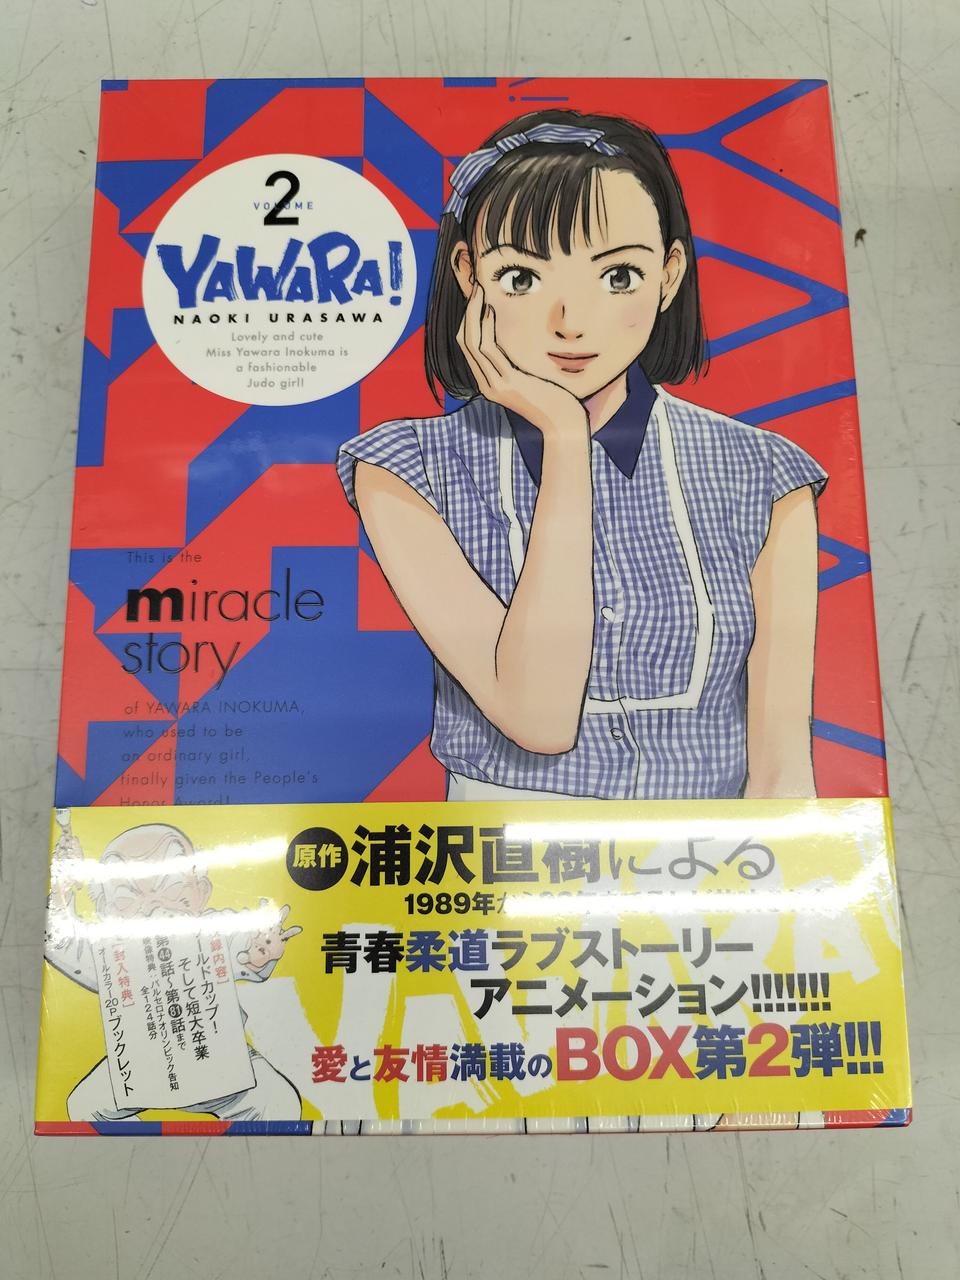 2
VOLUME
YAWARA!
NAOKI URASAWA
Lovely and cute
Miss Yawara Inokuma is
a fashionable
Judo girl!
This is the
miracle
story
of YAWARA INOKUMA,
who used to be
an ordinary girl,
finally given the People's
Honor Award!
原作 浦沢直樹による
1989年
青春柔道ラブストーリー
アニメーション!!!!!!!
愛と友情満載のBOX第2弾!!!
録内容]
ールドカップ!
そして短大卒業
第44話〜第81話まで
映像特典:バルセロナオリンピック告知
全124話分
[封入特典]
オールカラー20Pブックレット